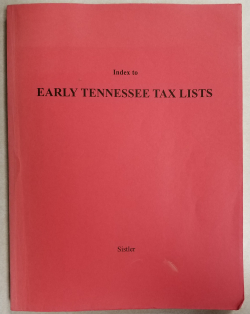 Index to
EARLY TENNESSEE TAX LISTS
Sistler